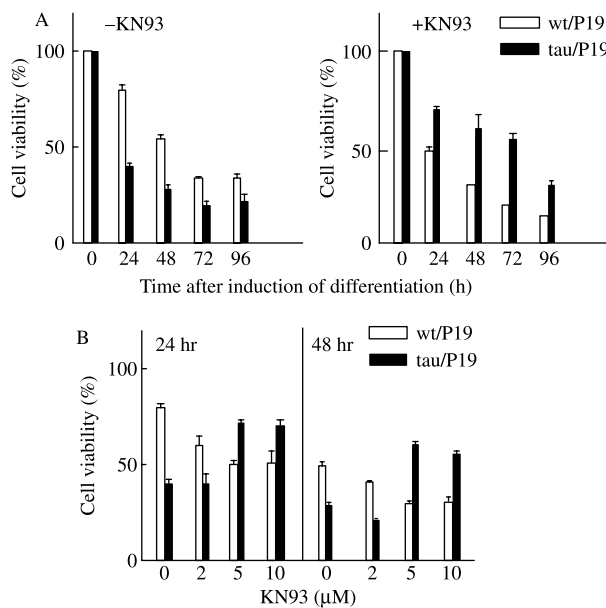 A
–KN93
+KN93
wt/P19
tau/P19
Cell viability (%)
100
50
0
0 24 48 72 96
Cell viability (%)
100
50
0
0 24 48 72 96
Time after induction of differentiation (h)
B
24 hr
48 hr
wt/P19
tau/P19
Cell viability (%)
100
50
0
0 2 5 10 0 2 5 10
KN93 (μM)